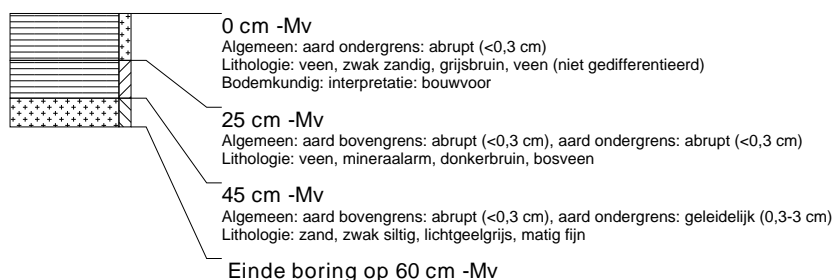 0 cm -Mv
Algemeen: aard ondergrens: abrupt (<0,3 cm)
Lithologie: veen, zwak zandig, grijsbruin, veen (niet gedifferentieerd)
Bodemkundig: interpretatie: bouwvoor
25 cm -Mv
Algemeen: aard bovengrens: abrupt (<0,3 cm), aard ondergrens: abrupt (<0,3 cm)
Lithologie: veen, mineraalarm, donkerbruin, bosveen
45 cm -Mv
Algemeen: aard bovengrens: abrupt (<0,3 cm), aard ondergrens: geleidelijk (0,3-3 cm)
Lithologie: zand, zwak siltig, lichtgeelgrijs, matig fijn
Einde boring op 60 cm -Mv